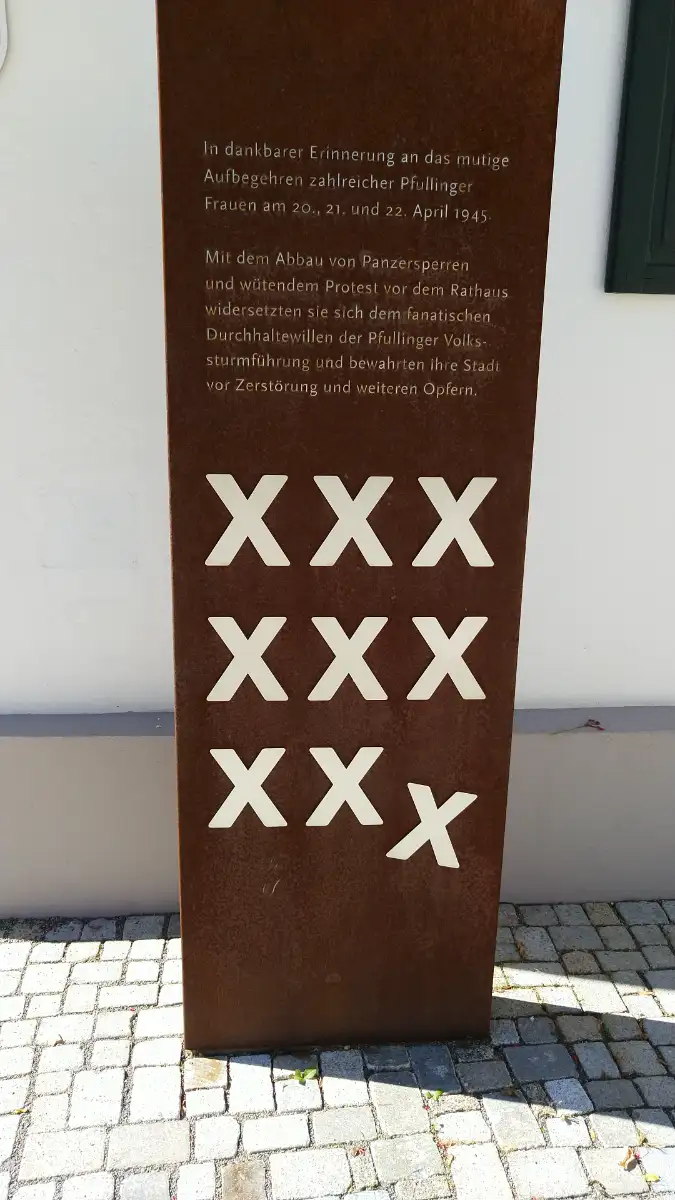 In dankbarer Erinnerung an das mutige
Aufbegehren zahlreicher Pfullinger
Frauen am 20., 21. und 22. April 1945.
Mit dem Abbau von Panzersperren
und wütendem Protest vor dem Rathaus
widersetzten sie sich dem fanatischen
Durchhaltewillen der Pfullinger Volks-
sturmführung und bewahrten ihre Stadt
vor Zerstörung und weiteren Opfern.
X X X
X X X
X X X